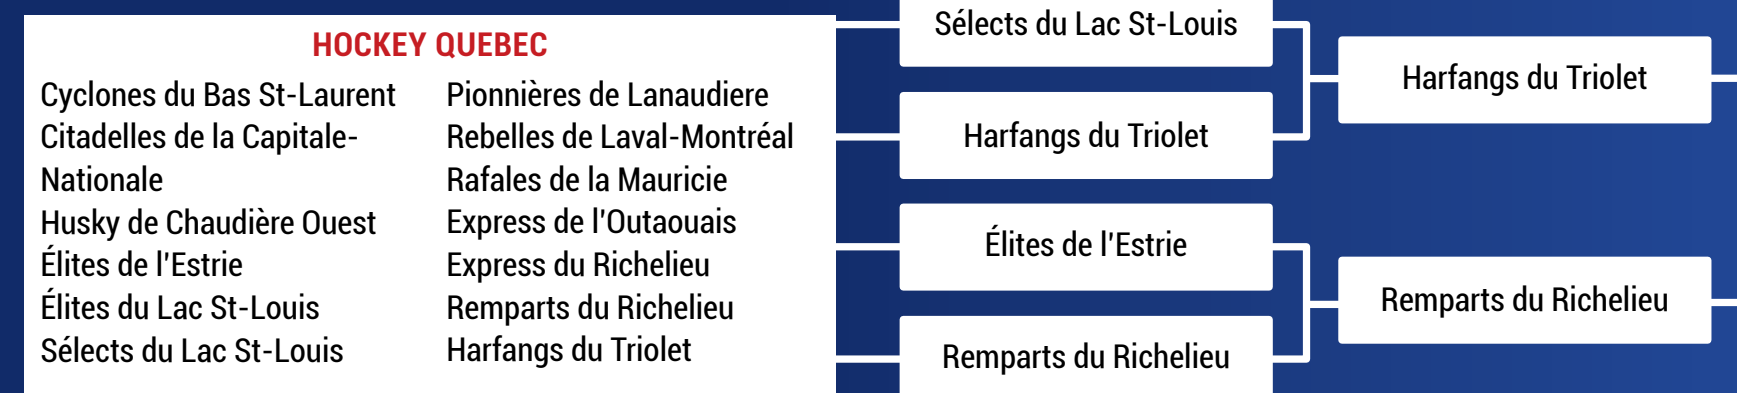 HOCKEY QUEBEC
Cyclones du Bas St-Laurent
Citadelles de la Capitale-
Nationale
Husky de Chaudière Ouest
Élites de l'Estrie
Élites du Lac St-Louis
Sélects du Lac St-Louis
Pionnières de Lanaudiere
Rebelles de Laval-Montréal
Rafales de la Mauricie
Express de l'Outaouais
Express du Richelieu
Remparts du Richelieu
Harfangs du Triolet
Sélects du Lac St-Louis
Harfangs du Triolet
Élites de l'Estrie
Remparts du Richelieu
Harfangs du Triolet
Remparts du Richelieu